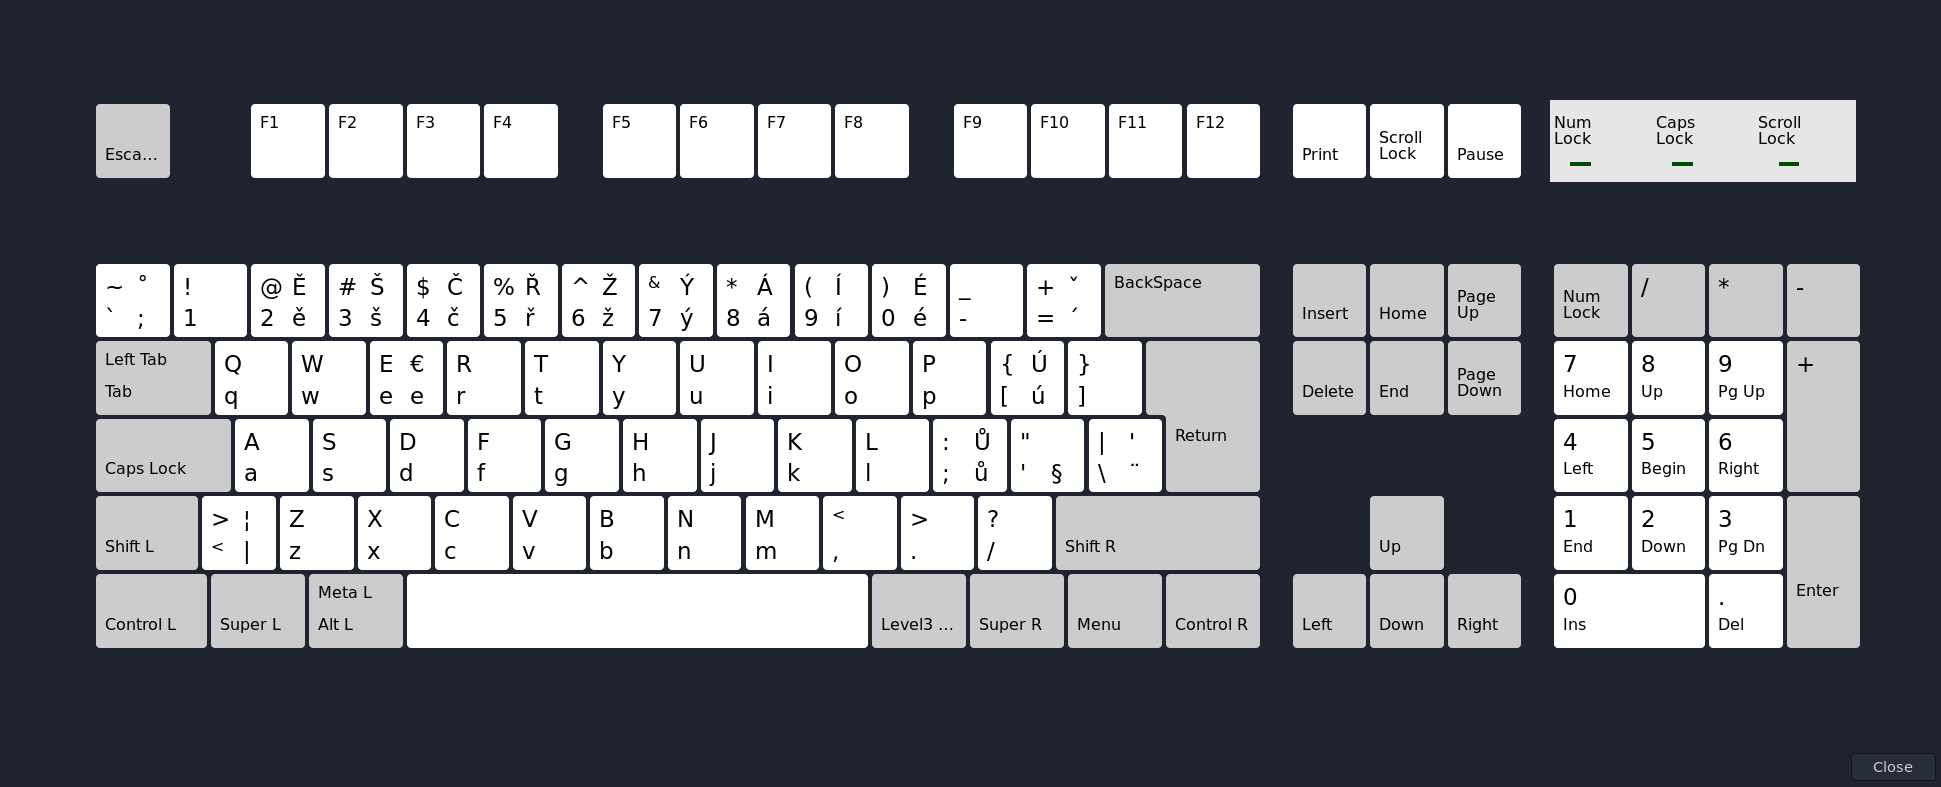 Esca... F1 F2 F3 F4 F5 F6 F7 F8 F9 F10 F11 F12 Print Scroll Lock Pause Num Lock Caps Lock Scroll Lock
~ ˚ ! @ Ě # Š $ Č % Ř ^ Ž & Ý * Á ( Í ) É _ + ˇ BackSpace Insert Home Page Up Num Lock / * -
` ; 1 2 ě 3 š 4 č 5 ř 6 ž 7 ý 8 á 9 í 0 é - = ´
Left Tab Q W E € R T Y U I O P { Ú } Delete End Page Down 7 8 9 +
Tab q w e e r t y u i o p [ ú ] Home Up Pg Up
Caps Lock A S D F G H J K L : Ů " | ' Return 4 5 6
a s d f g h j k l ; ů ' § \ ¨ Left Begin Right
Shift L > ¦ Z X C V B N M < > ? Shift R Up 1 2 3
< | z x c v b n m , . / End Down Pg Dn
Control L Super L Meta L Level3 ... Super R Menu Control R Left Down Right 0 . Enter
Alt L Ins Del
Close